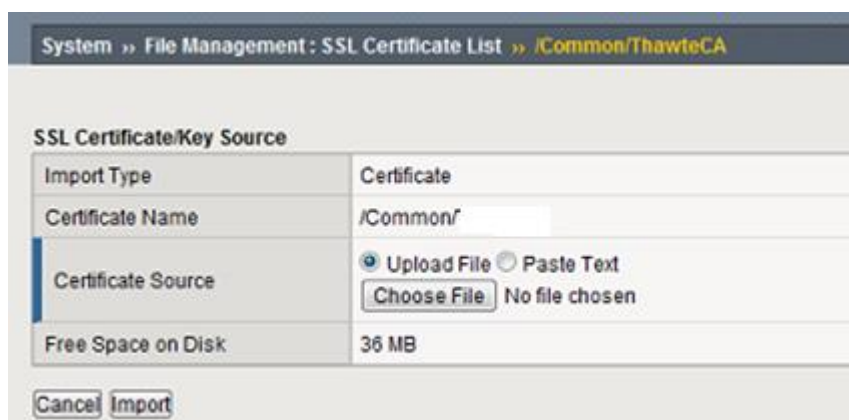 System » File Management : SSL Certificate List » /Common/ThawteCA
SSL Certificate/Key Source
Import Type Certificate
Certificate Name /Common/
Certificate Source Upload File Paste Text
Choose File No file chosen
Free Space on Disk 36 MB
Cancel Import